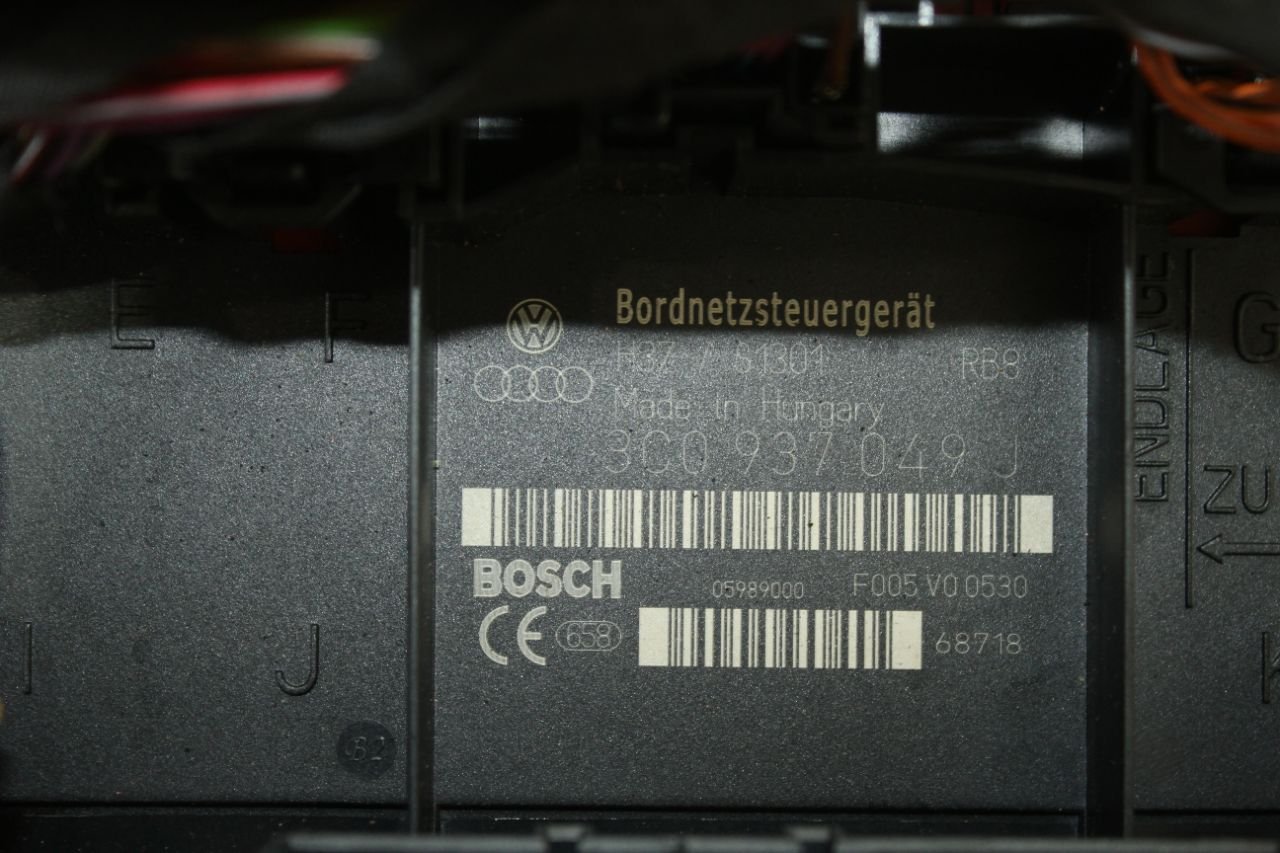 E
F
Bordnetzsteuergerät
H37 / 61301 RB8
Made In Hungary
3C0 937 049 J
BOSCH 05989000 F005 V0 0530
CE 658 68718
I
J
B2
ENDLAGE
G
ZU
K